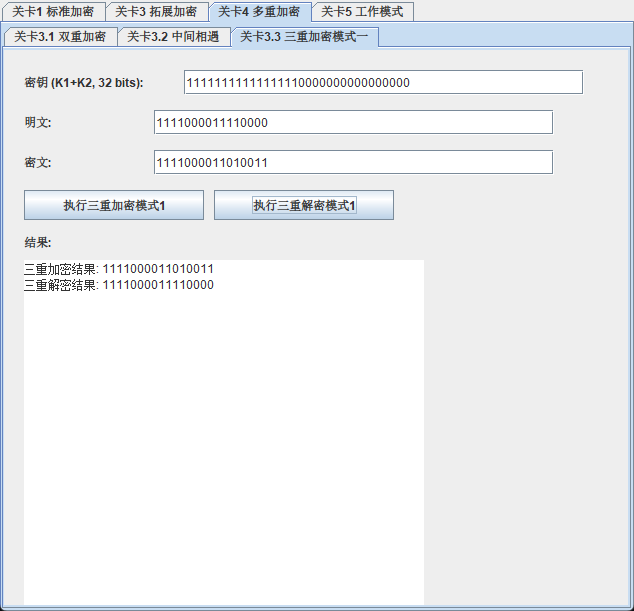 关卡1 标准加密 关卡3 拓展加密 关卡4 多重加密 关卡5 工作模式
关卡3.1 双重加密 关卡3.2 中间相遇 关卡3.3 三重加密模式一
密钥 (K1+K2, 32 bits): 11111111111111110000000000000000
明文: 1111000011110000
密文: 1111000011010011
执行三重加密模式1 执行三重解密模式1
结果:
三重加密结果: 1111000011010011
三重解密结果: 1111000011110000